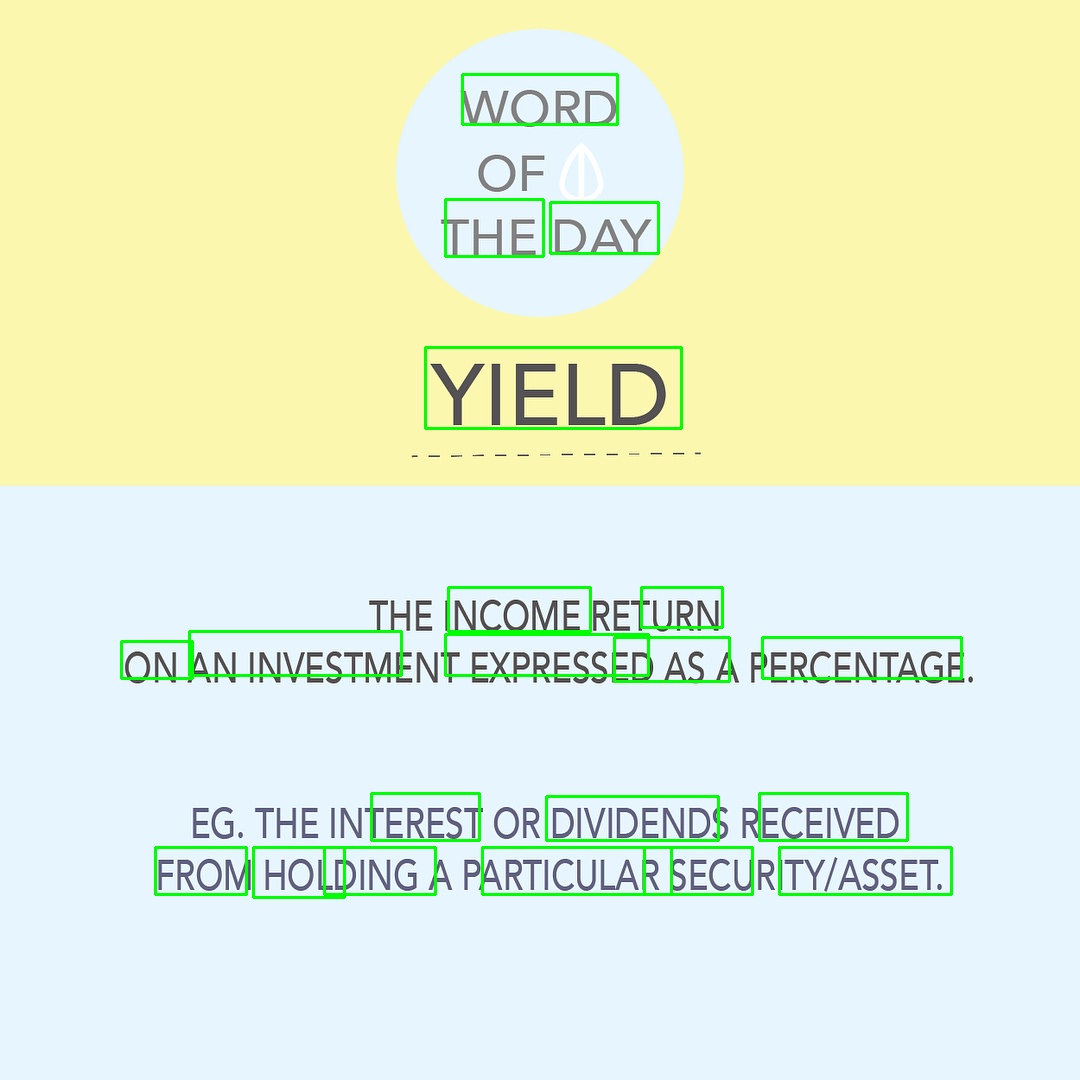 WORD
OF
THE DAY
YIELD
THE INCOME RETURN
ON AN INVESTMENT EXPRESSED AS A PERCENTAGE.
EG. THE INTEREST OR DIVIDENDS RECEIVED
FROM HOLDING A PARTICULAR SECURITY/ASSET.